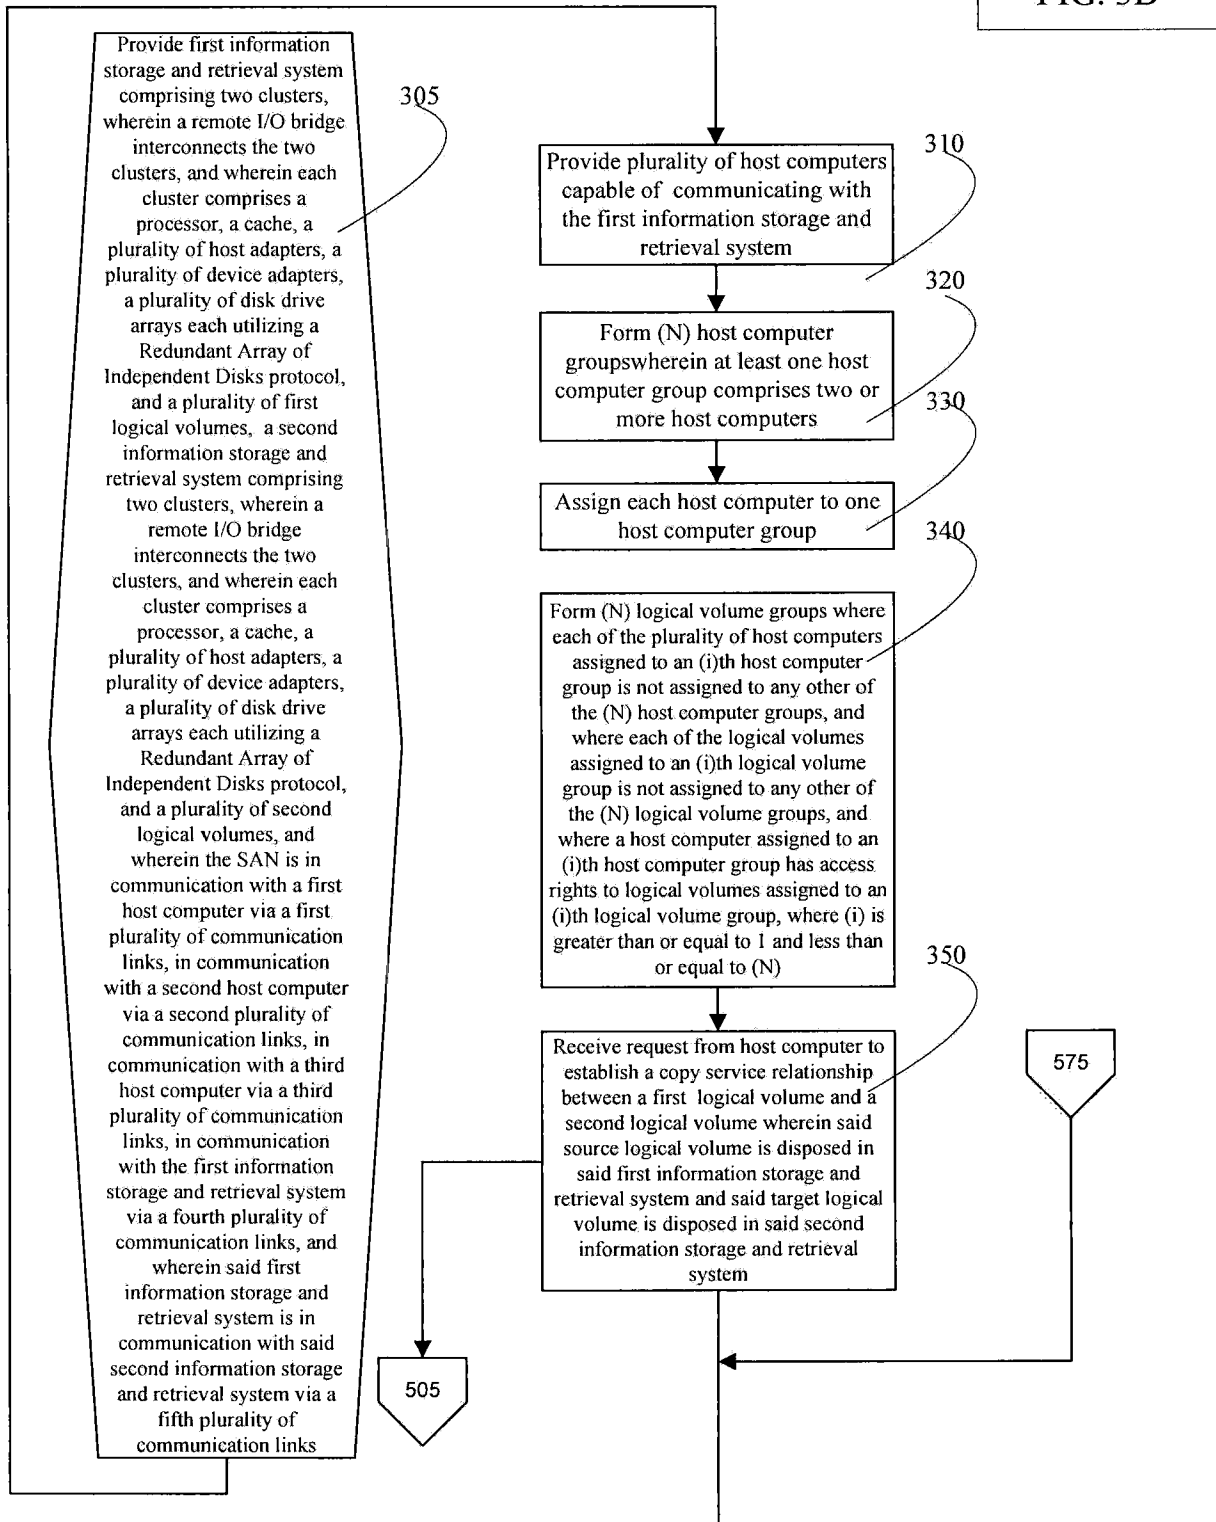 Provide first information
storage and retrieval system
comprising two clusters,
wherein a remote I/O bridge
interconnects the two
clusters, and wherein each
cluster comprises a
processor, a cache, a
plurality of host adapters, a
plurality of device adapters,
a plurality of disk drive
arrays each utilizing a
Redundant Array of
Independent Disks protocol,
and a plurality of first
logical volumes, a second
information storage and
retrieval system comprising
two clusters, wherein a
remote I/O bridge
interconnects the two
clusters, and wherein each
cluster comprises a
processor, a cache, a
plurality of host adapters, a
plurality of device adapters,
a plurality of disk drive
arrays each utilizing a
Redundant Array of
Independent Disks protocol,
and a plurality of second
logical volumes, and
wherein the SAN is in
communication with a first
host computer via a first
plurality of communication
links, in communication
with a second host computer
via a second plurality of
communication links, in
communication with a third
host computer via a third
plurality of communication
links, in communication
with the first information
storage and retrieval system
via a fourth plurality of
communication links, and
wherein said first
information storage and
retrieval system is in
communication with said
second information storage
and retrieval system via a
fifth plurality of
communication links
305
Provide plurality of host computers
capable of communicating with
the first information storage and
retrieval system
310
Form (N) host computer
groupswherein at least one host
computer group comprises two or
more host computers
320
Assign each host computer to one
host computer group
330
Form (N) logical volume groups where
each of the plurality of host computers
assigned to an (i)th host computer
group is not assigned to any other of
the (N) host computer groups, and
where each of the logical volumes
assigned to an (i)th logical volume
group is not assigned to any other of
the (N) logical volume groups, and
where a host computer assigned to an
(i)th host computer group has access
rights to logical volumes assigned to an
(i)th logical volume group, where (i) is
greater than or equal to 1 and less than
or equal to (N)
340
Receive request from host computer to
establish a copy service relationship
between a first logical volume and a
second logical volume wherein said
source logical volume is disposed in
said first information storage and
retrieval system and said target logical
volume is disposed in said second
information storage and retrieval
system
350
575
505